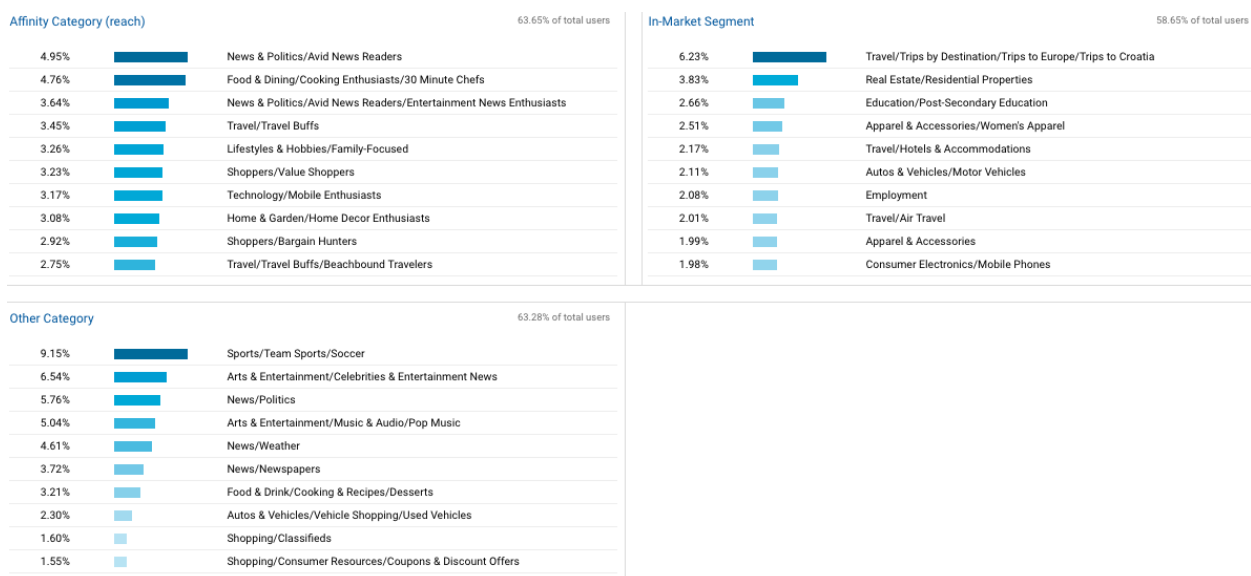 Affinity Category (reach) 63.65% of total users
4.95% News & Politics/Avid News Readers
4.76% Food & Dining/Cooking Enthusiasts/30 Minute Chefs
3.64% News & Politics/Avid News Readers/Entertainment News Enthusiasts
3.45% Travel/Travel Buffs
3.26% Lifestyles & Hobbies/Family-Focused
3.23% Shoppers/Value Shoppers
3.17% Technology/Mobile Enthusiasts
3.08% Home & Garden/Home Decor Enthusiasts
2.92% Shoppers/Bargain Hunters
2.75% Travel/Travel Buffs/Beachbound Travelers
In-Market Segment 58.65% of total users
6.23% Travel/Trips by Destination/Trips to Europe/Trips to Croatia
3.83% Real Estate/Residential Properties
2.66% Education/Post-Secondary Education
2.51% Apparel & Accessories/Women's Apparel
2.17% Travel/Hotels & Accommodations
2.11% Autos & Vehicles/Motor Vehicles
2.08% Employment
2.01% Travel/Air Travel
1.99% Apparel & Accessories
1.98% Consumer Electronics/Mobile Phones
Other Category 63.28% of total users
9.15% Sports/Team Sports/Soccer
6.54% Arts & Entertainment/Celebrities & Entertainment News
5.76% News/Politics
5.04% Arts & Entertainment/Music & Audio/Pop Music
4.61% News/Weather
3.72% News/Newspapers
3.21% Food & Drink/Cooking & Recipes/Desserts
2.30% Autos & Vehicles/Vehicle Shopping/Used Vehicles
1.60% Shopping/Classifieds
1.55% Shopping/Consumer Resources/Coupons & Discount Offers